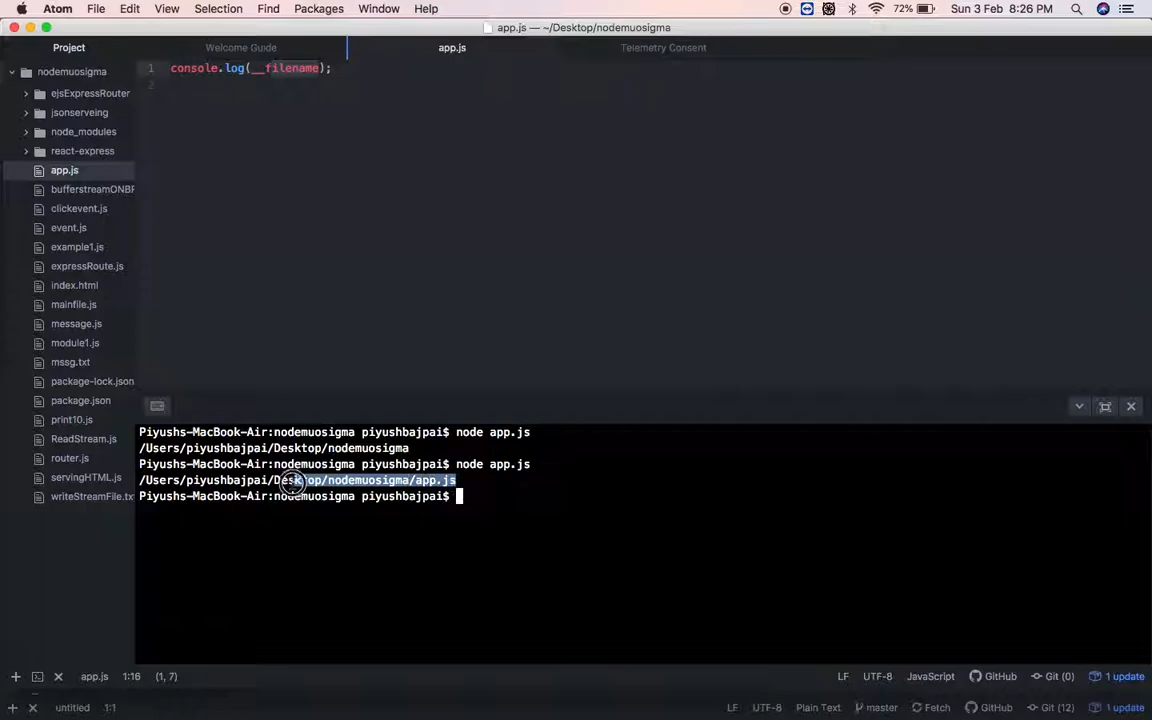 Atom File Edit View Selection Find Packages Window Help 72% Sun 3 Feb 8:26 PM
app.js — ~/Desktop/nodemuosigma
Project Welcome Guide app.js Telemetry Consent
1 console.log(__filename);
2
nodemuosigma
ejsExpressRouter
jsonserveing
node_modules
react-express
app.js
bufferstreamONBF
clickevent.js
event.js
example1.js
expressRoute.js
index.html
mainfile.js
message.js
module1.js
mssg.txt
package-lock.json
package.json
print10.js
ReadStream.js
router.js
servingHTML.js
writeStreamFile.tx
Piyushs-MacBook-Air:nodemuosigma piyushbajpai$ node app.js
/Users/piyushbajpai/Desktop/nodemuosigma
Piyushs-MacBook-Air:nodemuosigma piyushbajpai$ node app.js
/Users/piyushbajpai/Desktop/nodemuosigma/app.js
Piyushs-MacBook-Air:nodemuosigma piyushbajpai$
app.js 1:16 (1, 7) LF UTF-8 JavaScript GitHub Git (0) 1 update
untitled 1:1 LF UTF-8 Plain Text master Fetch GitHub Git (12) 1 update